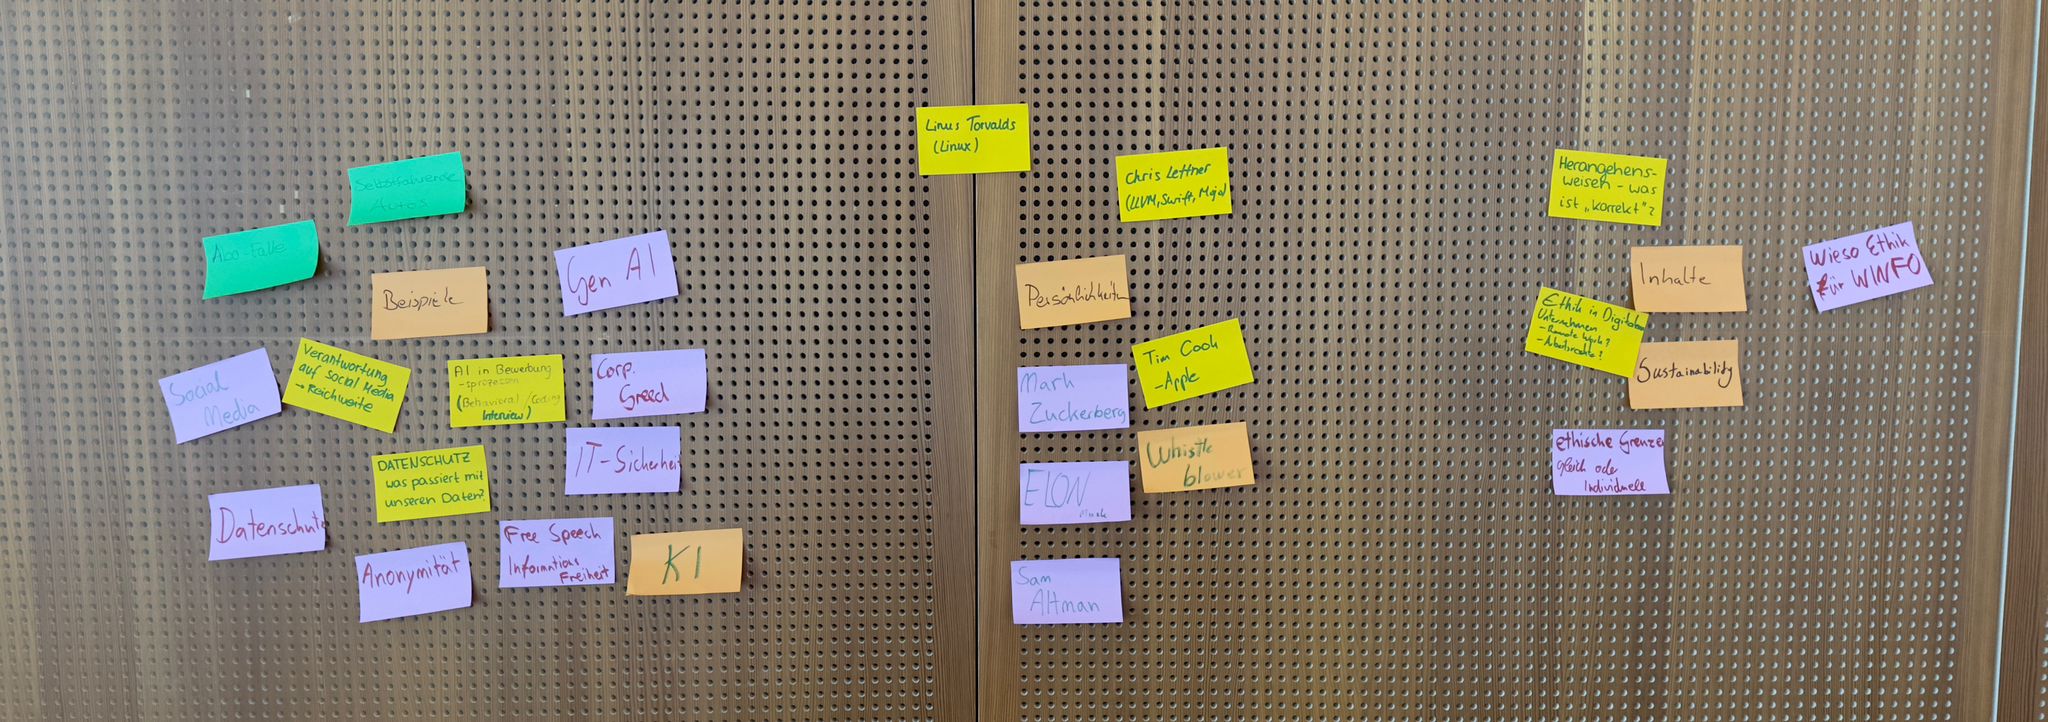 Linus Torvalds
(Linux)
Selbstfahrende
Autos
Abo-Falle
Beispiele
Gen AI
Social
Media
Verantwortung
auf Social Media
→ Reichweite
AI in Bewerbung
-sprozessen
(Behavioral / Coding
Interview)
Corp.
Greed
DATENSCHUTZ
was passiert mit
unseren Daten?
IT-Sicherheit
Datenschutz
Anonymität
Free Speech
Informations
Freiheit
KI
Chris Lettner
(LLVM, Swift, Mojo)
Persönlichkeiten
Tim Cook
-Apple
Mark
Zuckerberg
Whistle
blower
ELON
Musk
Sam
Altman
Herangehens-
weisen - was
ist „korrekt"?
Inhalte
Wieso Ethik
für WINFO
Ethik in Digitalen
Unternehmen
- Remote Work?
- Arbeitsrechte?
Sustainability
ethische Grenzen
gleich oder
Individuell